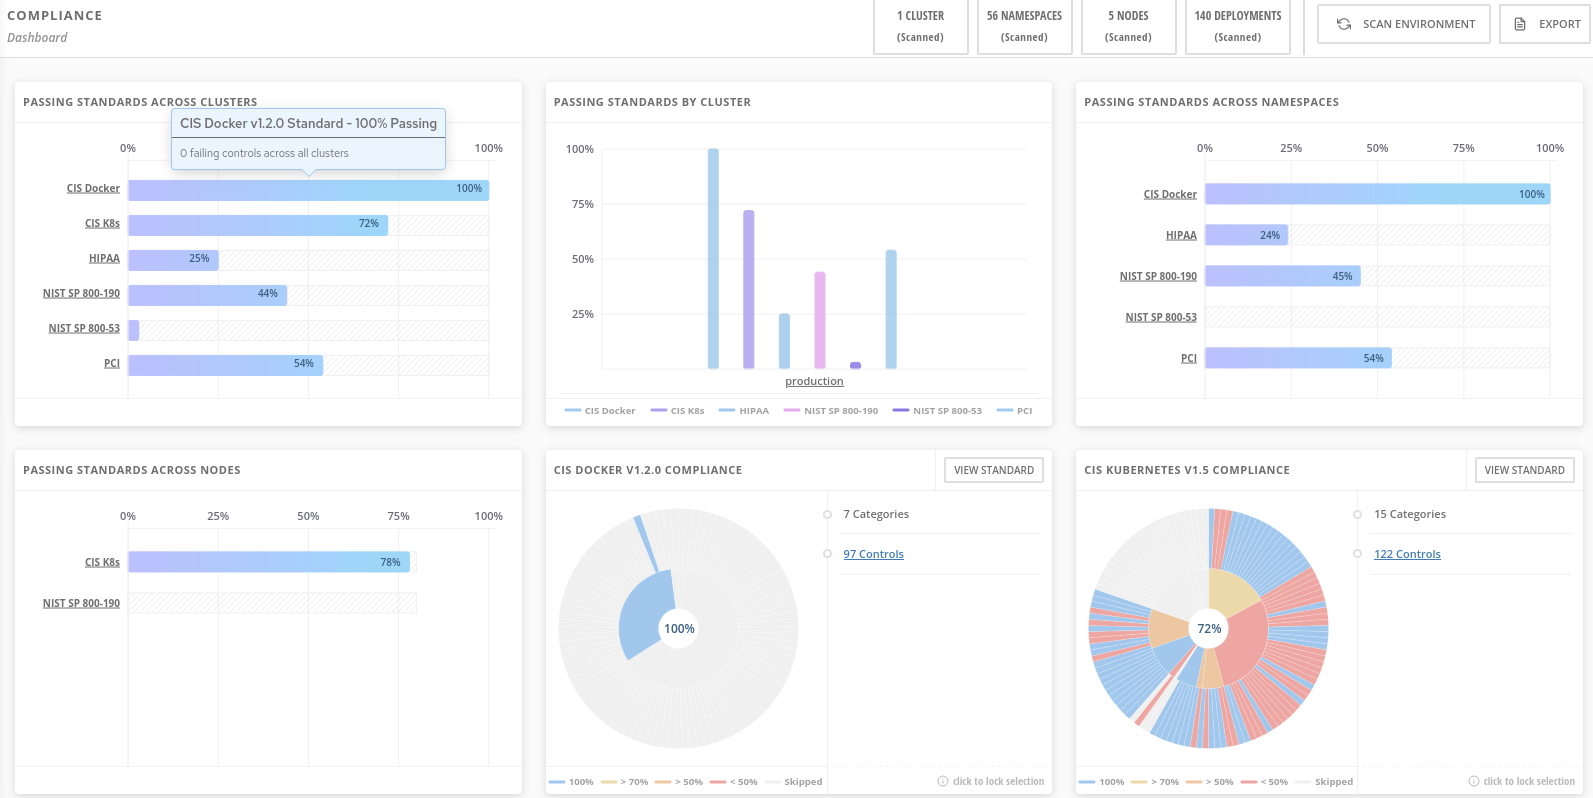 COMPLIANCE
Dashboard
1 CLUSTER
(Scanned)
56 NAMESPACES
(Scanned)
5 NODES
(Scanned)
140 DEPLOYMENTS
(Scanned)
SCAN ENVIRONMENT
EXPORT
PASSING STANDARDS ACROSS CLUSTERS
CIS Docker v1.2.0 Standard - 100% Passing
0 failing controls across all clusters
0%
100%
CIS Docker
100%
CIS K8s
72%
HIPAA
25%
NIST SP 800-190
44%
NIST SP 800-53
PCI
54%
PASSING STANDARDS BY CLUSTER
100%
75%
50%
25%
production
CIS Docker
CIS K8s
HIPAA
NIST SP 800-190
NIST SP 800-53
PCI
PASSING STANDARDS ACROSS NAMESPACES
0%
25%
50%
75%
100%
CIS Docker
100%
HIPAA
24%
NIST SP 800-190
45%
NIST SP 800-53
PCI
54%
PASSING STANDARDS ACROSS NODES
0%
25%
50%
75%
100%
CIS K8s
78%
NIST SP 800-190
CIS DOCKER V1.2.0 COMPLIANCE
VIEW STANDARD
100%
7 Categories
97 Controls
100%
> 70%
> 50%
< 50%
Skipped
click to lock selection
CIS KUBERNETES V1.5 COMPLIANCE
VIEW STANDARD
72%
15 Categories
122 Controls
100%
> 70%
> 50%
< 50%
Skipped
click to lock selection